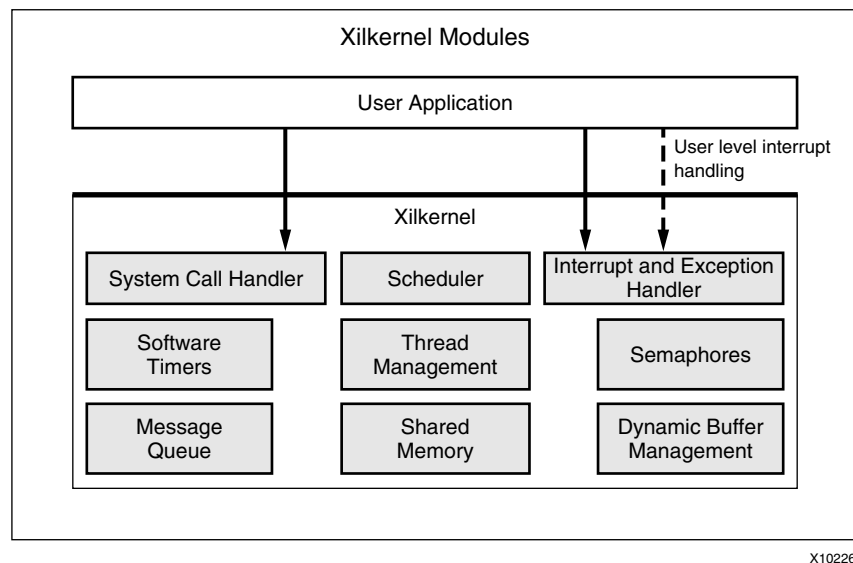 Xilkernel Modules
User Application
User level interrupt
handling
Xilkernel
System Call Handler
Scheduler
Interrupt and Exception
Handler
Software
Timers
Thread
Management
Semaphores
Message
Queue
Shared
Memory
Dynamic Buffer
Management
X10226